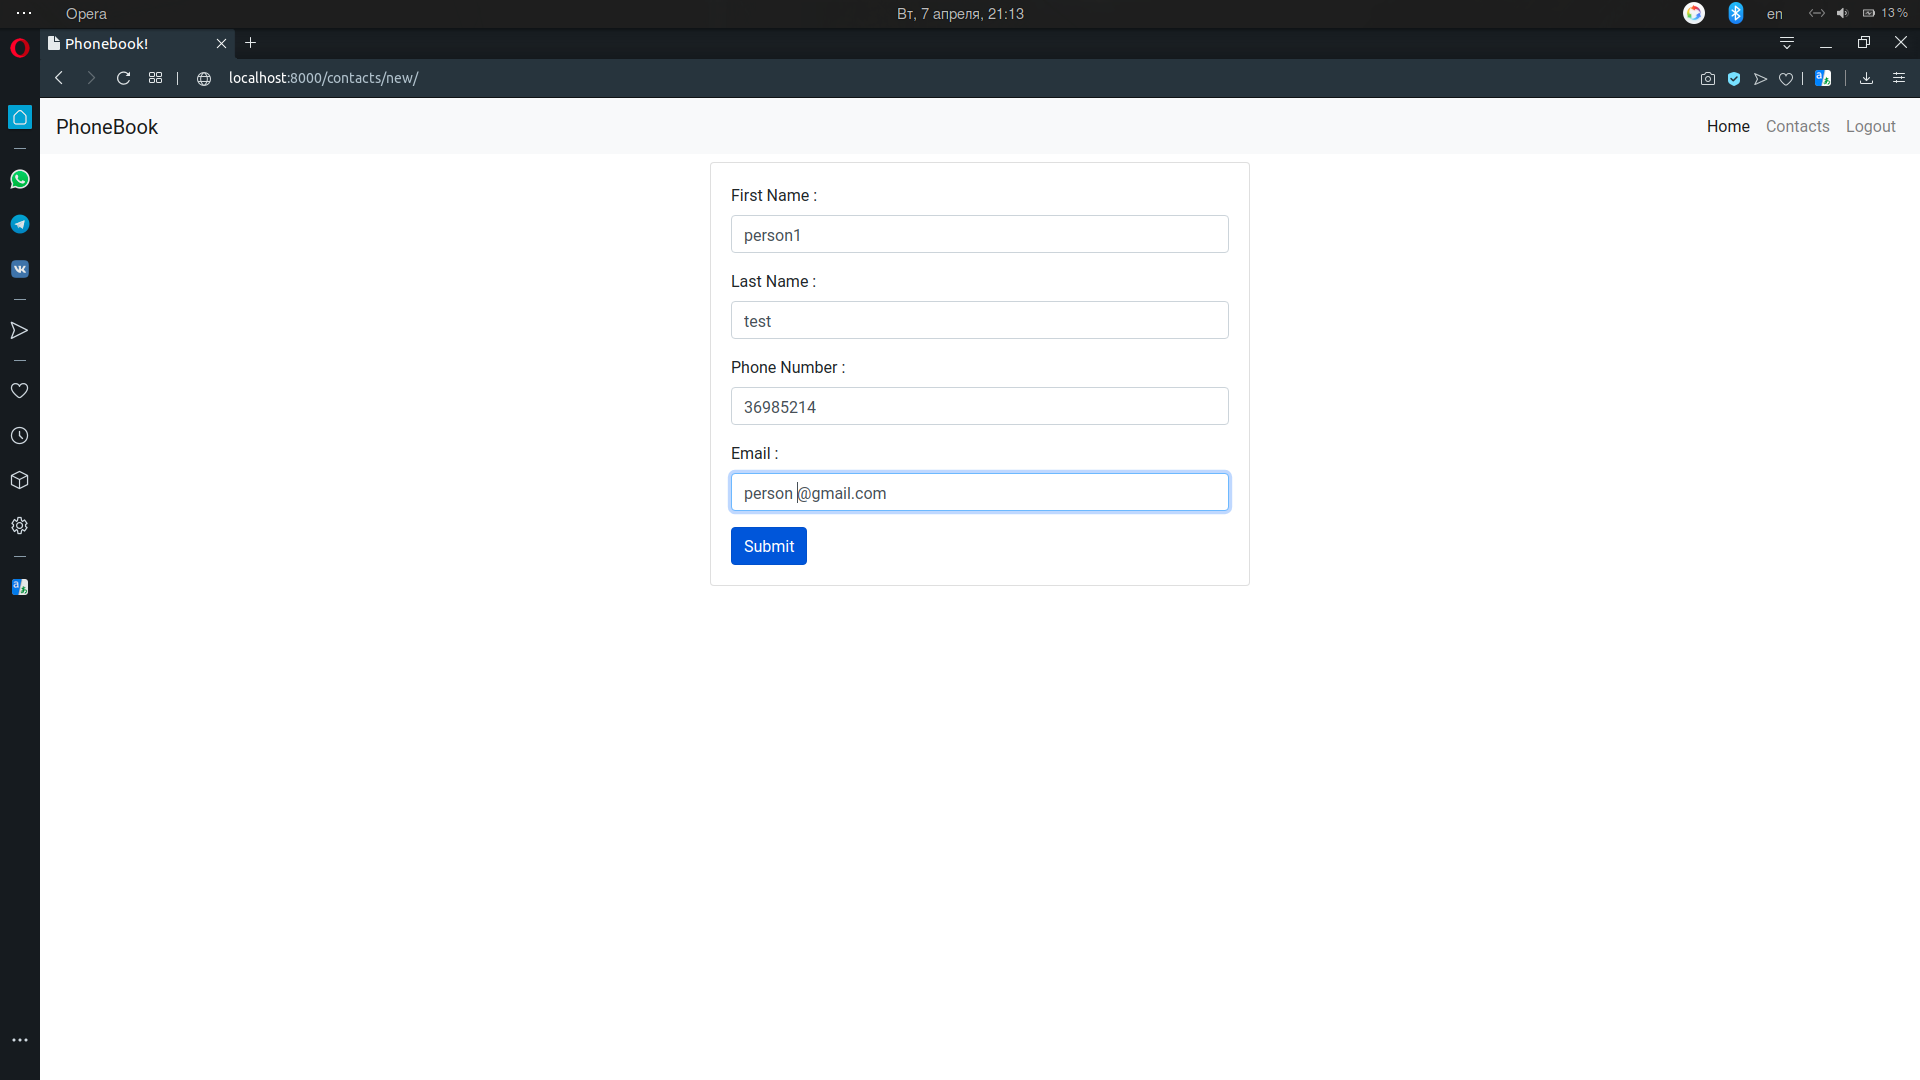 Opera
Вт, 7 апреля, 21:13
en
13 %
Phonebook!
localhost:8000/contacts/new/
PhoneBook
Home
Contacts
Logout
First Name :
person1
Last Name :
test
Phone Number :
36985214
Email :
person @gmail.com
Submit